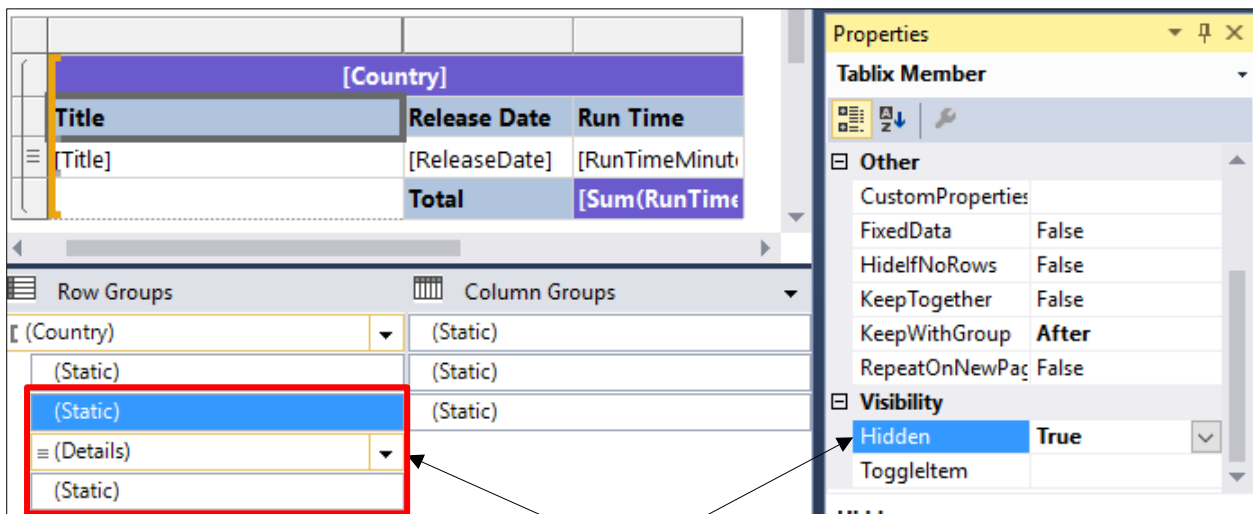 [Country]
Title Release Date Run Time
[Title] [ReleaseDate] [RunTimeMinut
Total [Sum(RunTime
Row Groups Column Groups
(Country) (Static)
(Static) (Static)
(Static) (Static)
(Details)
(Static)
Properties
Tablix Member
Other
CustomProperties
FixedData False
HideIfNoRows False
KeepTogether False
KeepWithGroup After
RepeatOnNewPag False
Visibility
Hidden True
ToggleItem